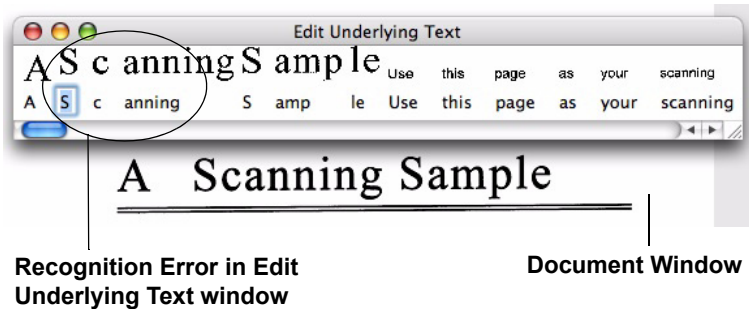 Edit Underlying Text
A S c anning S amp le Use this page as your scanning
A S c anning S amp le Use this page as your scanning
A Scanning Sample
Recognition Error in Edit
Underlying Text window
Document Window